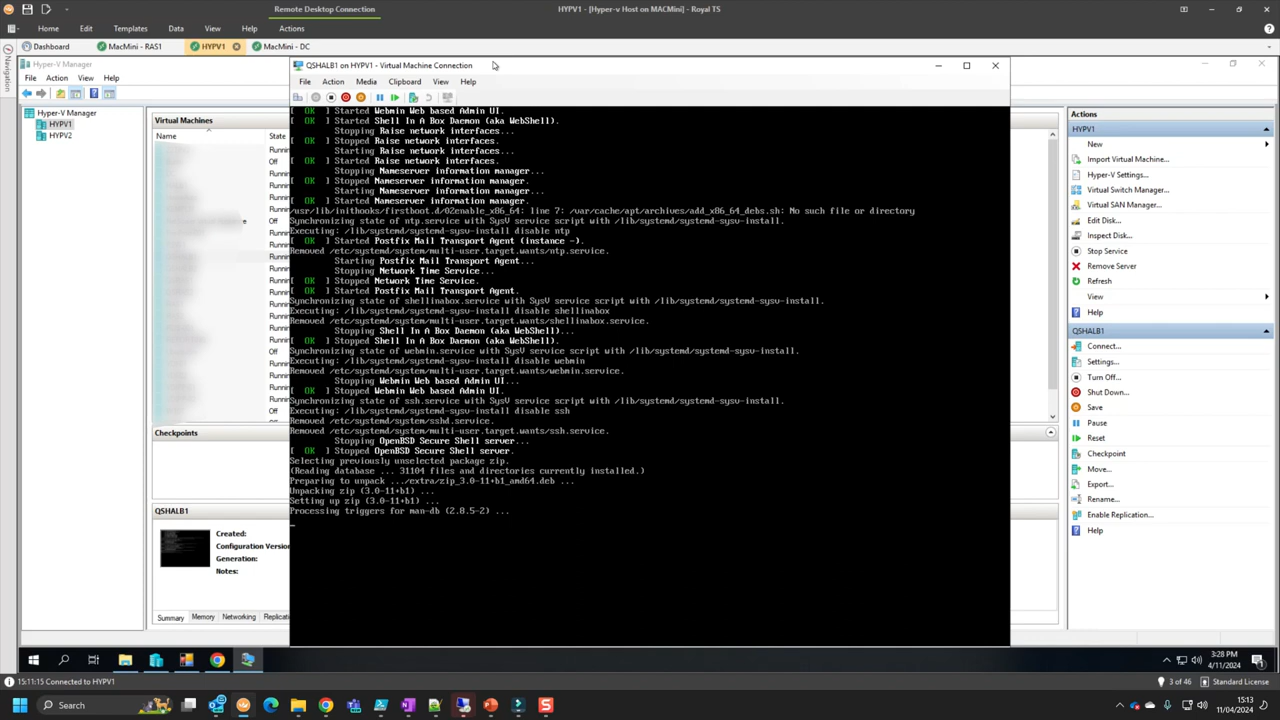 Remote Desktop Connection
HYPV1 - [Hyper-v Host on MACMini] - Royal TS
Home Edit Templates Data View Help Actions
Dashboard MacMini - RAS1 HYPV1 MacMini - DC
Navigation
Hyper-V Manager
File Action View Help
Hyper-V Manager
HYPV1
HYPV2
Virtual Machines
Name State
Checkpoints
QSHALB1
Created:
Configuration Version
Generation:
Notes:
Summary Memory Networking Replicati
QSHALB1 on HYPV1 - Virtual Machine Connection
File Action Media Clipboard View Help
[ OK ] Started Webmin Web based Admin UI.
[ OK ] Started Shell In A Box Daemon (aka WebShell).
Stopping Raise network interfaces...
[ OK ] Stopped Raise network interfaces.
Starting Raise network interfaces...
[ OK ] Started Raise network interfaces.
Stopping Nameserver information manager...
[ OK ] Stopped Nameserver information manager.
Starting Nameserver information manager...
[ OK ] Started Nameserver information manager.
/usr/lib/inithooks/firstboot.d/02enable_x86_64: line 7: /var/cache/apt/archives/add_x86_64_debs.sh: No such file or directory
Synchronizing state of ntp.service with SysV service script with /lib/systemd/systemd-sysv-install.
Executing: /lib/systemd/systemd-sysv-install disable ntp
[ OK ] Started Postfix Mail Transport Agent (instance -).
Removed /etc/systemd/system/multi-user.target.wants/ntp.service.
Starting Postfix Mail Transport Agent...
Stopping Network Time Service...
[ OK ] Stopped Network Time Service.
[ OK ] Started Postfix Mail Transport Agent.
Synchronizing state of shellinabox.service with SysV service script with /lib/systemd/systemd-sysv-install.
Executing: /lib/systemd/systemd-sysv-install disable shellinabox
Removed /etc/systemd/system/multi-user.target.wants/shellinabox.service.
Stopping Shell In A Box Daemon (aka WebShell)...
[ OK ] Stopped Shell In A Box Daemon (aka WebShell).
Synchronizing state of webmin.service with SysV service script with /lib/systemd/systemd-sysv-install.
Executing: /lib/systemd/systemd-sysv-install disable webmin
Removed /etc/systemd/system/multi-user.target.wants/webmin.service.
Stopping Webmin Web based Admin UI...
[ OK ] Stopped Webmin Web based Admin UI.
Synchronizing state of ssh.service with SysV service script with /lib/systemd/systemd-sysv-install.
Executing: /lib/systemd/systemd-sysv-install disable ssh
Removed /etc/systemd/system/sshd.service.
Removed /etc/systemd/system/multi-user.target.wants/ssh.service.
Stopping OpenBSD Secure Shell server...
[ OK ] Stopped OpenBSD Secure Shell server.
Selecting previously unselected package zip.
(Reading database ... 31104 files and directories currently installed.)
Preparing to unpack .../extra/zip_3.0-11+b1_amd64.deb ...
Unpacking zip (3.0-11+b1) ...
Setting up zip (3.0-11+b1) ...
Processing triggers for man-db (2.8.5-2) ...
Actions
HYPV1
New
Import Virtual Machine...
Hyper-V Settings...
Virtual Switch Manager...
Virtual SAN Manager...
Edit Disk...
Inspect Disk...
Stop Service
Remove Server
Refresh
View
Help
QSHALB1
Connect...
Settings...
Turn Off...
Shut Down...
Save
Pause
Reset
Checkpoint
Move...
Export...
Rename...
Enable Replication...
Help
3:28 PM
4/11/2024
15:11:15 Connected to HYPV1
3 of 46 Standard License
Search
15:13
11/04/2024